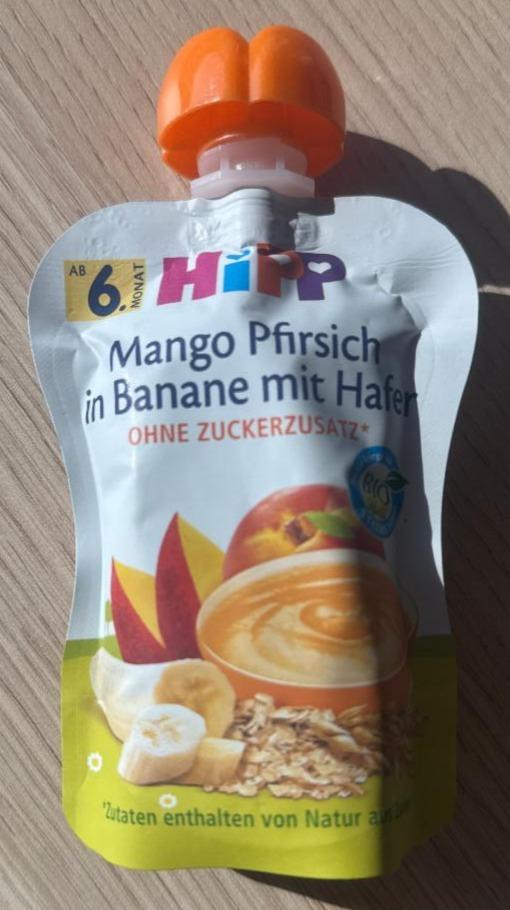 AB 6. MONAT
HiPP
Mango Pfirsich
in Banane mit Hafer
OHNE ZUCKERZUSATZ*
BIO
*Zutaten enthalten von Natur aus